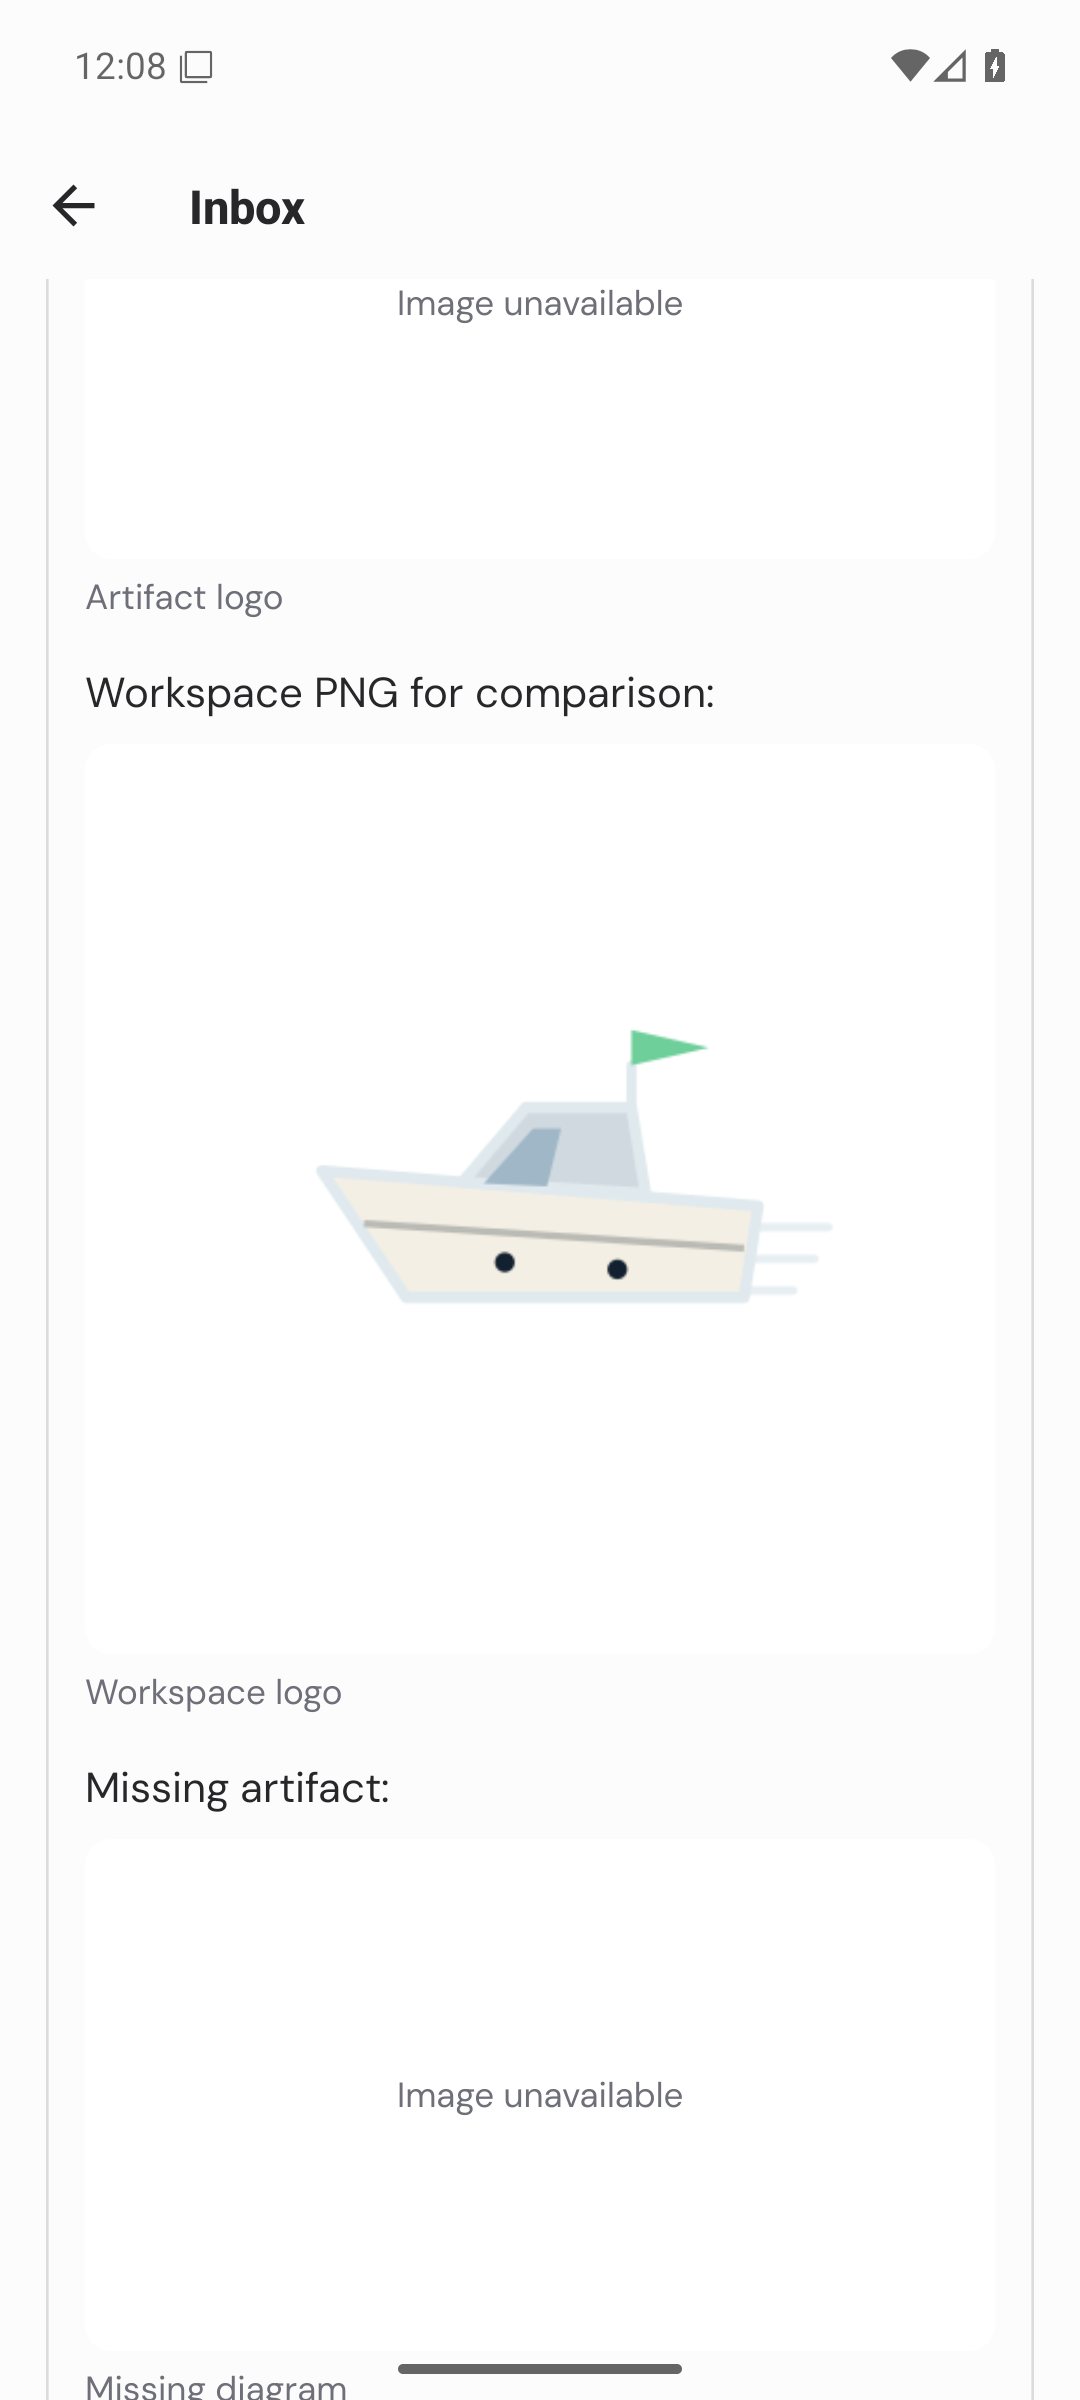 12:08
Inbox
Image unavailable
Artifact logo
Workspace PNG for comparison:
Workspace logo
Missing artifact:
Image unavailable
Missing diagram